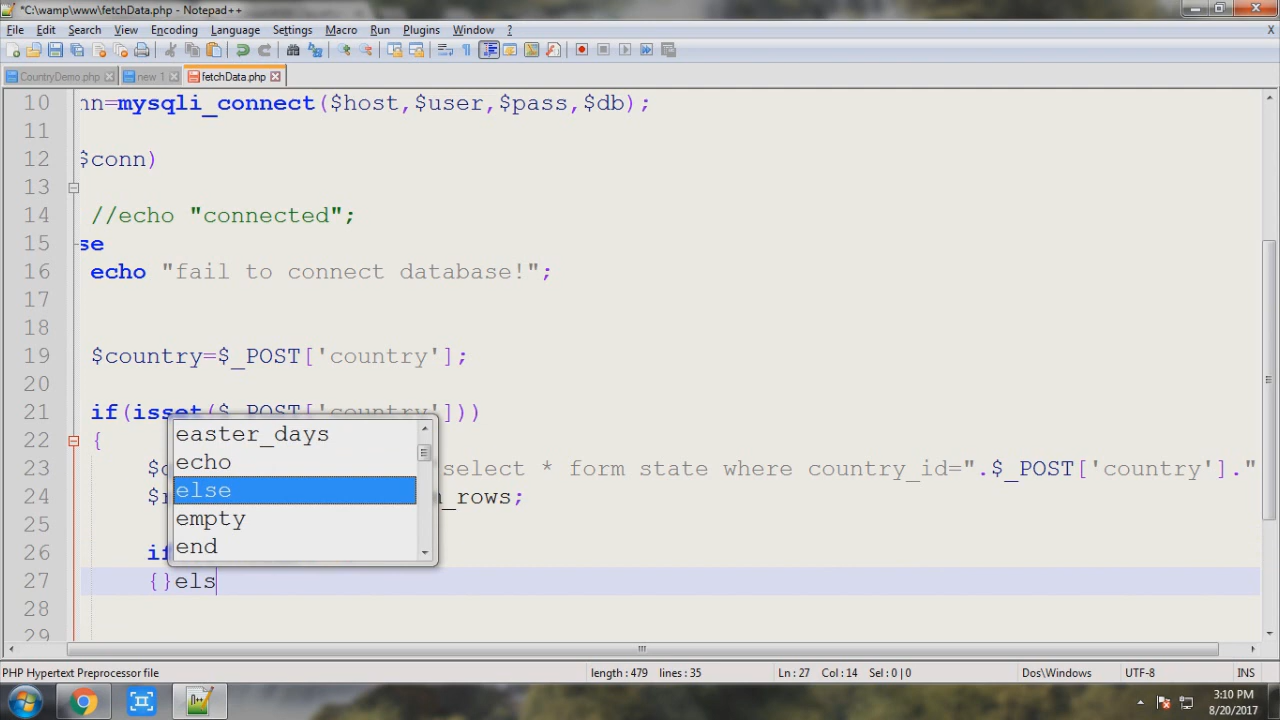 *C:\wamp\www\fetchData.php - Notepad++
File Edit Search View Encoding Language Settings Macro Run Plugins Window ? X
CountryDemo.php new 1 fetchData.php
10 nn=mysqli_connect($host,$user,$pass,$db);
11
12 $conn)
13
14 //echo "connected";
15 se
16 echo "fail to connect database!";
17
18
19 $country=$_POST['country'];
20
21 if(isset($_POST['country']))
22 {
easter_days
echo
else
empty
end
23 select * form state where country_id=".$_POST['country']."
24 _rows;
25
26 if
27 {}els
28
29
PHP Hypertext Preprocessor file length : 479 lines : 35 Ln : 27 Col : 14 Sel : 0 | 0 Dos\Windows UTF-8 INS
3:10 PM
8/20/2017